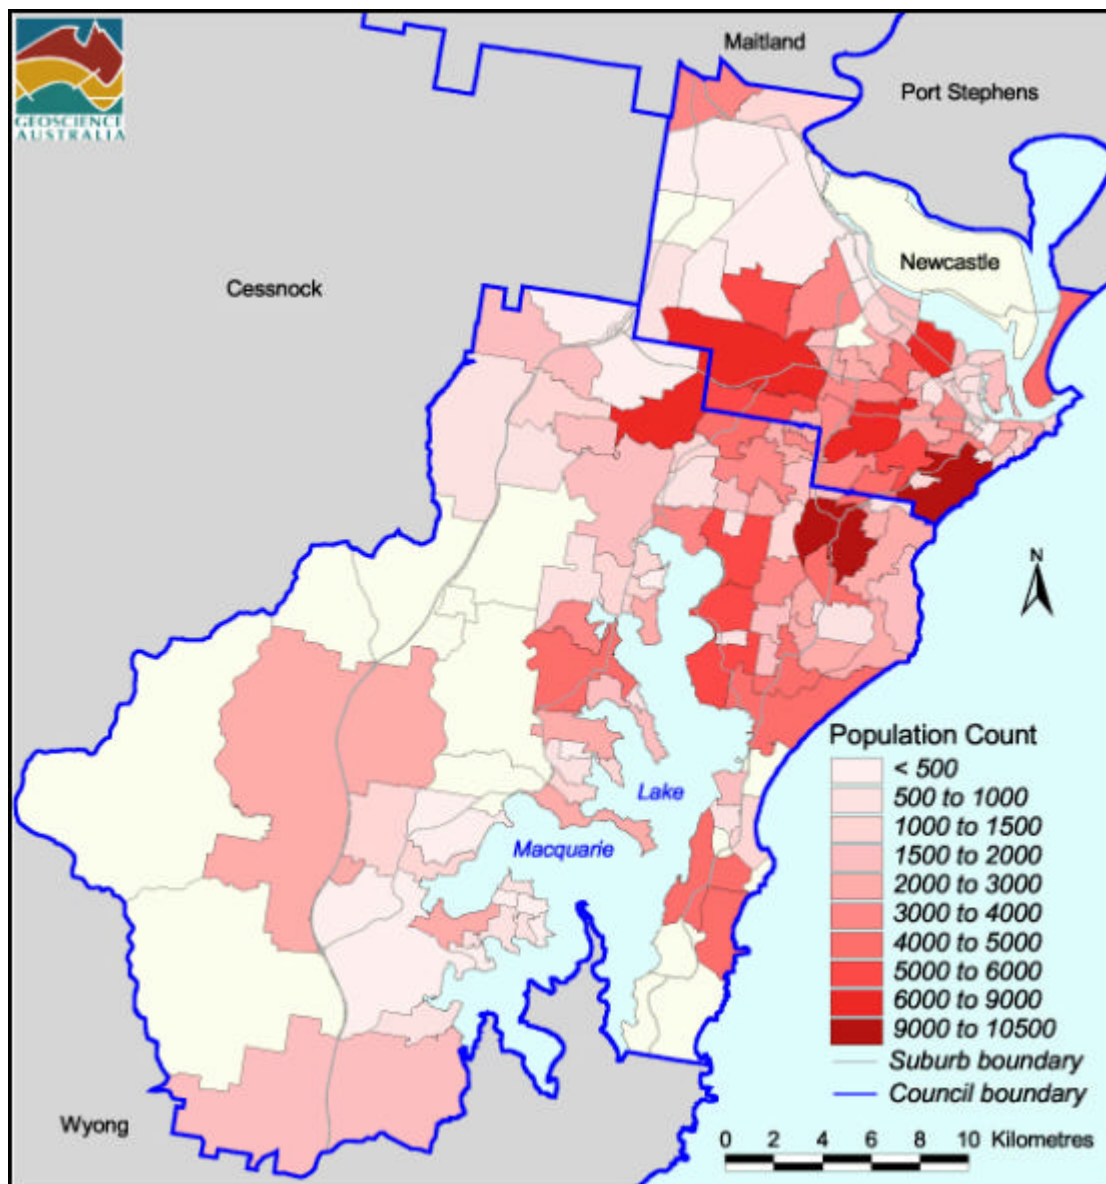 GEOSCIENCE
AUSTRALIA
Maitland
Port Stephens
Cessnock
Newcastle
N
Lake
Macquarie
Wyong
Population Count
< 500
500 to 1000
1000 to 1500
1500 to 2000
2000 to 3000
3000 to 4000
4000 to 5000
5000 to 6000
6000 to 9000
9000 to 10500
Suburb boundary
Council boundary
0 2 4 6 8 10 Kilometres